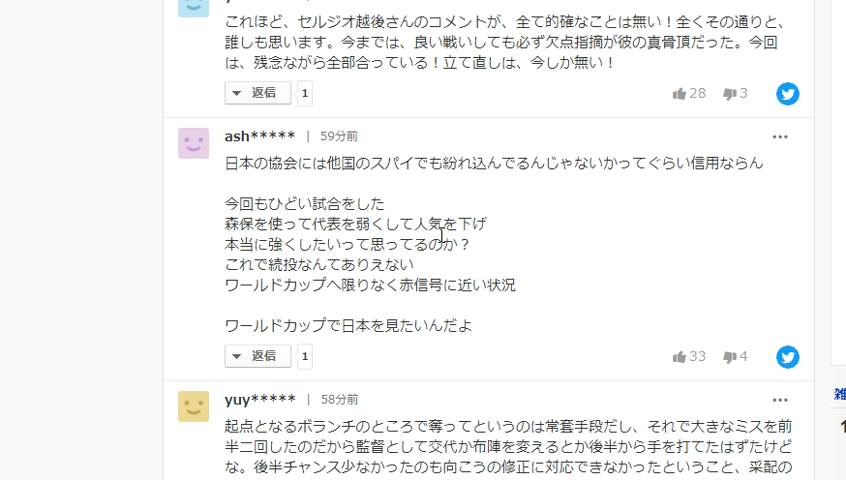 これほど、セルジオ越後さんのコメントが、全て的確なことは無い！全くその通りと、
誰しも思います。今までは、良い戦いしても必ず欠点指摘が彼の真骨頂だった。今回
は、残念ながら全部合っている！立て直しは、今しか無い！
返信 1
28 3
ash***** | 59分前
日本の協会には他国のスパイでも紛れ込んでるんじゃないかってぐらい信用ならん
今回もひどい試合をした
森保を使って代表を弱くして人気を下げ
本当に強くしたいって思ってるのか？
これで続投なんてありえない
ワールドカップへ限りなく赤信号に近い状況
ワールドカップで日本を見たいんだよ
返信 1
33 4
yuy***** | 58分前
起点となるボランチのところで奪ってというのは常套手段だし、それで大きなミスを前
半二回したのだから監督として交代か布陣を変えるとか後半から手を打てたはずたけど
な。後半チャンス少なかったのも向こうの修正に対応できなかったということ、采配の